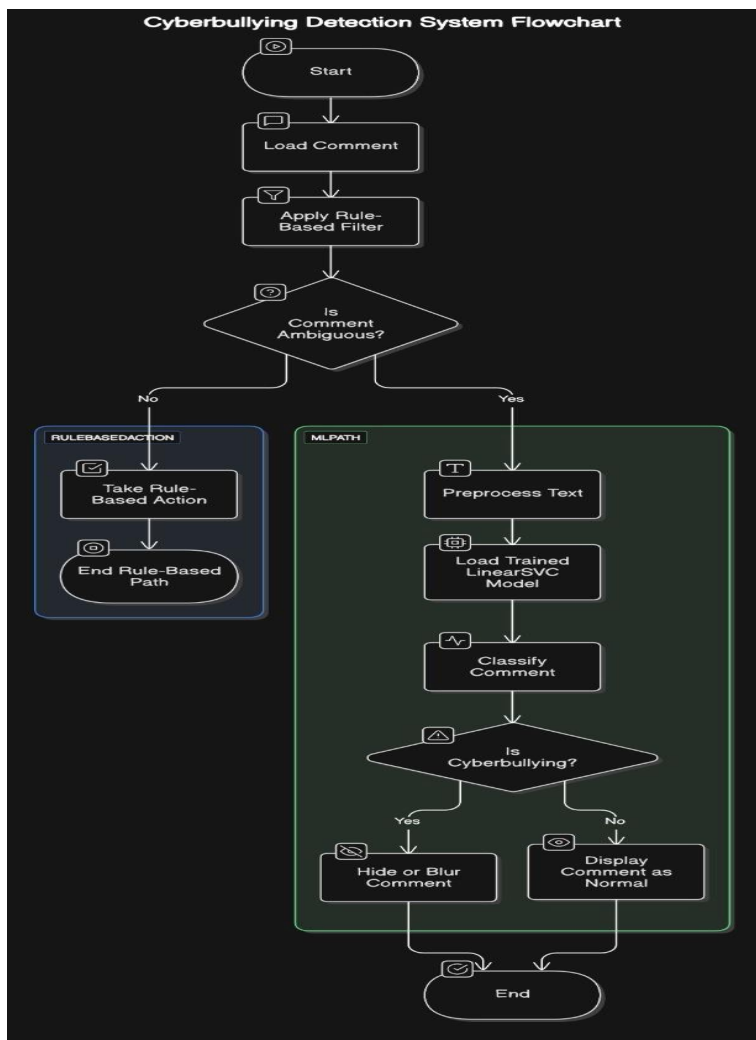 Cyberbullying Detection System Flowchart
Start
Load Comment
Apply Rule-
Based Filter
Is
Comment
Ambiguous?
No
Yes
RULEBASEDACTION
Take Rule-
Based Action
End Rule-Based
Path
MLPATH
Preprocess Text
Load Trained
LinearSVC
Model
Classify
Comment
Is
Cyberbullying?
Yes
No
Hide or Blur
Comment
Display
Comment as
Normal
End